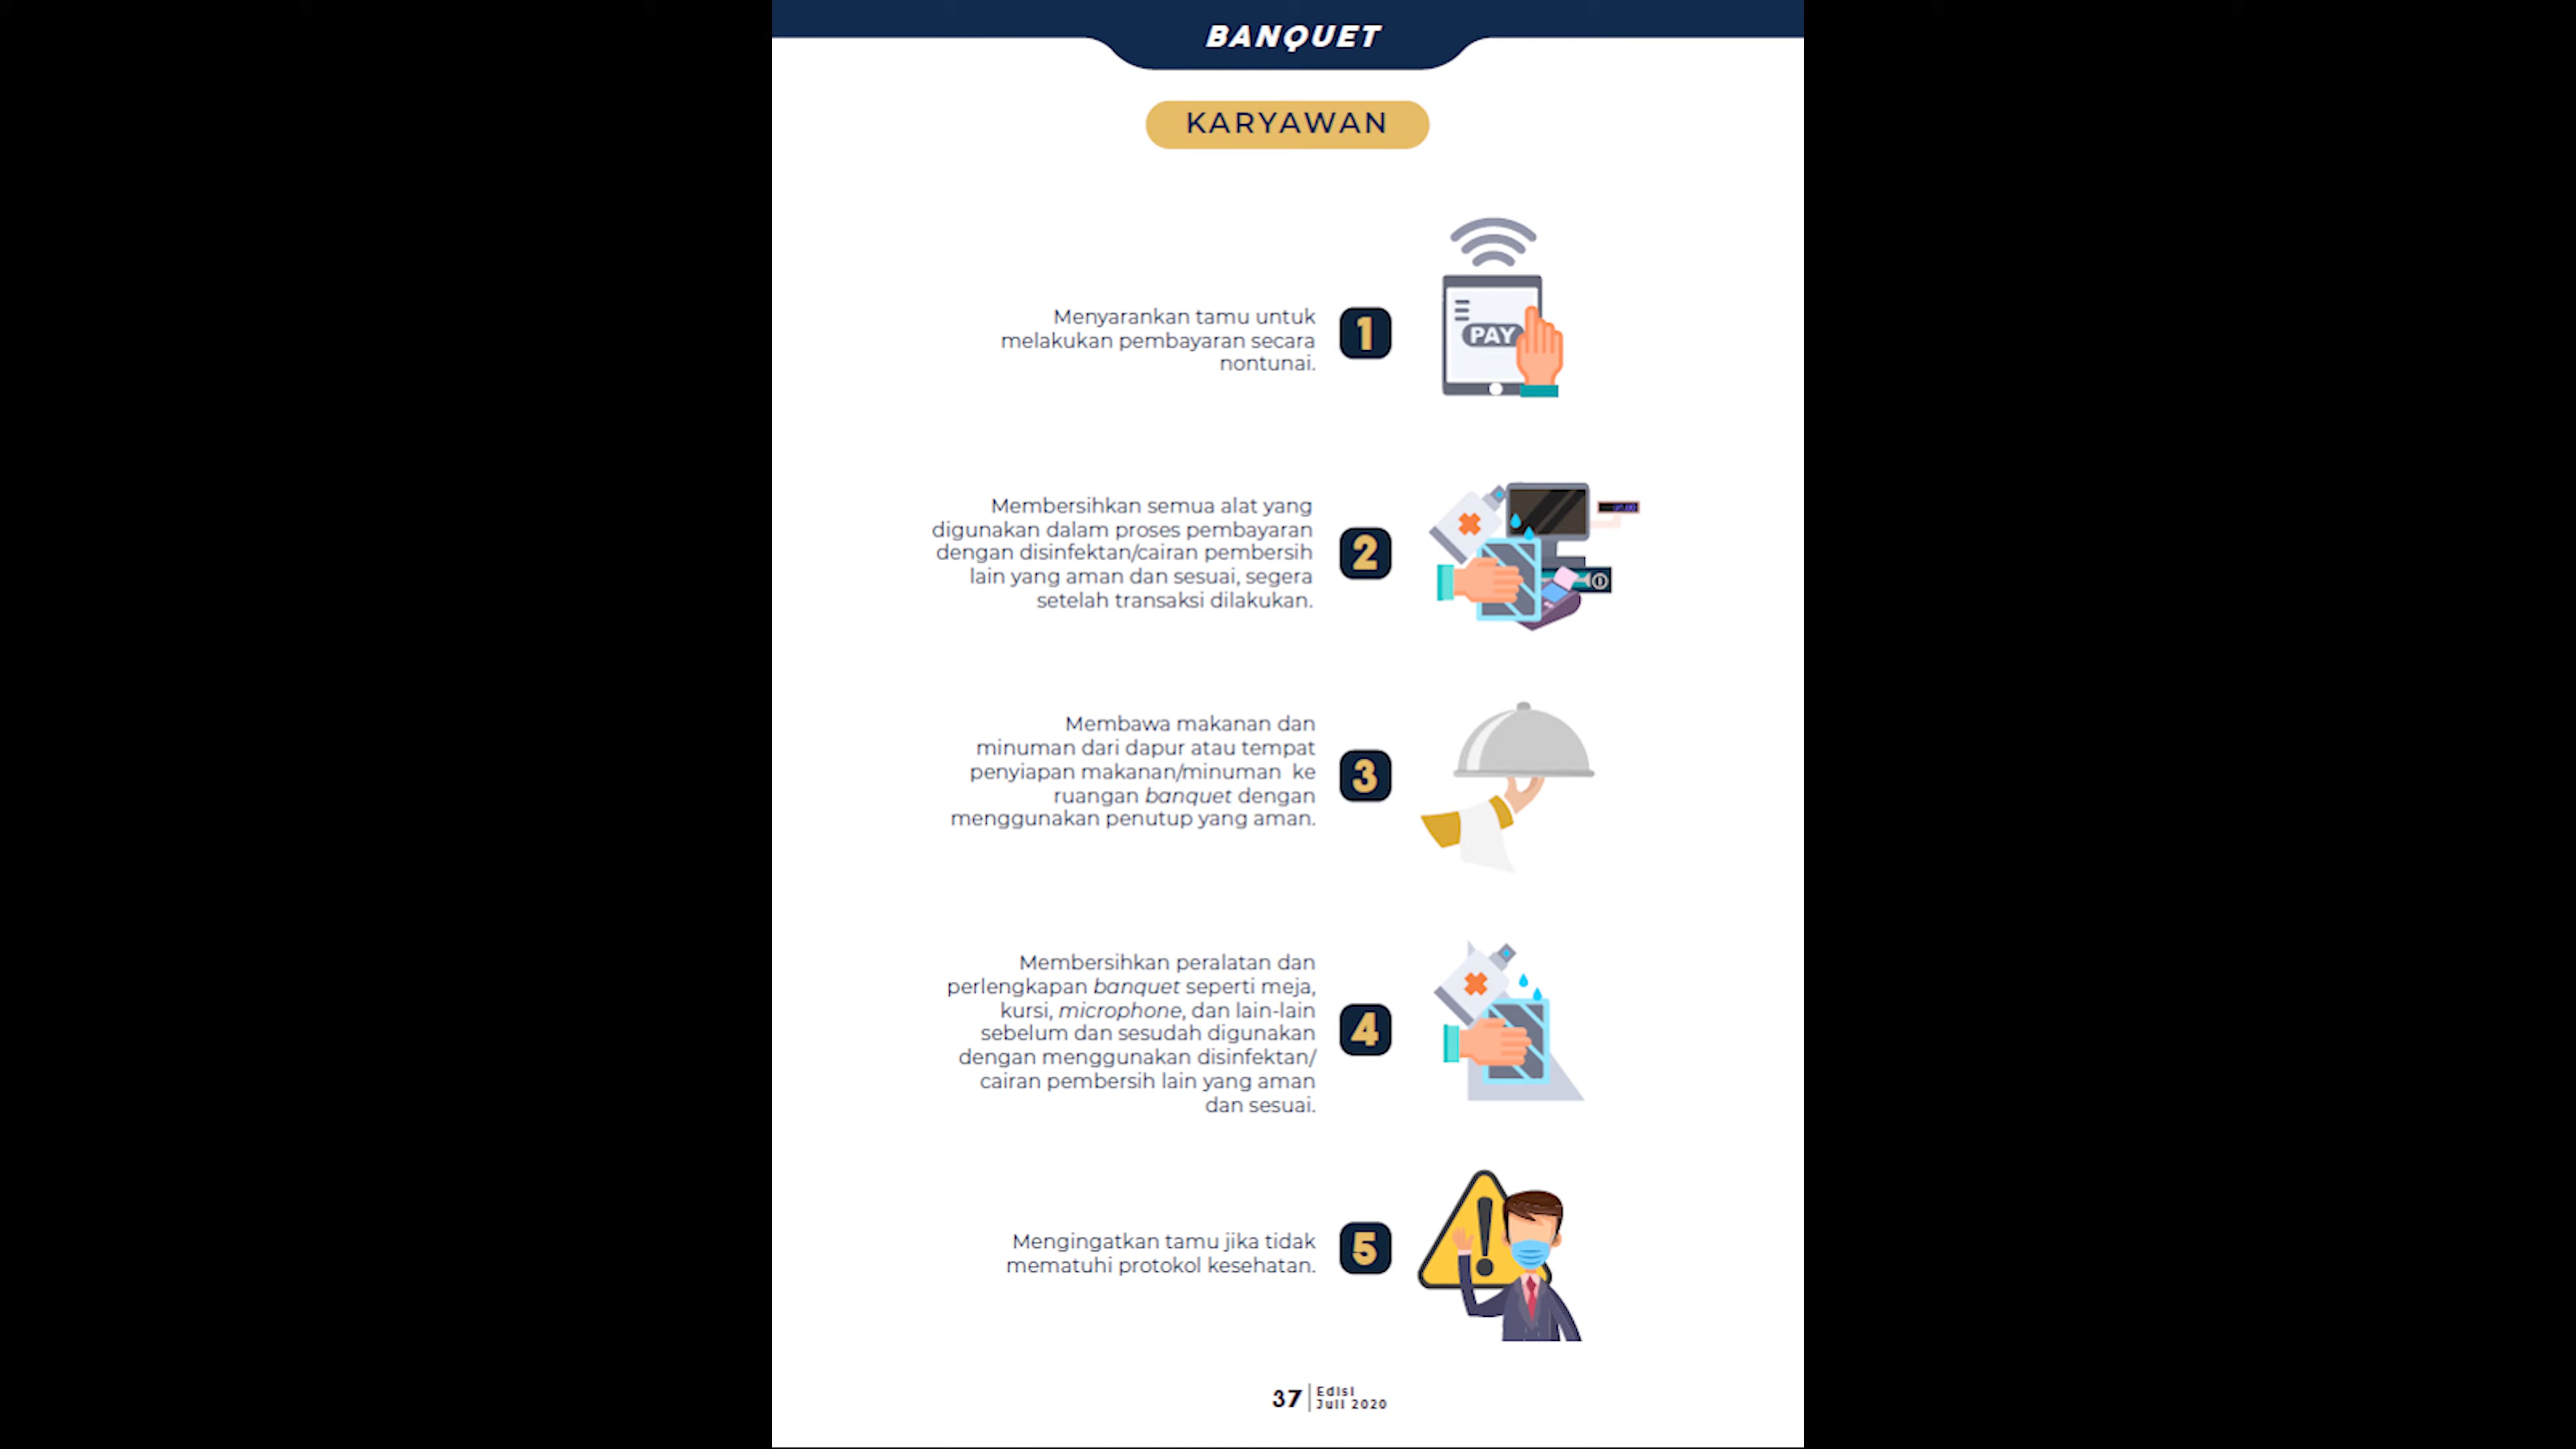 BANQUET
KARYAWAN
Menyarankan tamu untuk
melakukan pembayaran secara
nontunai.
1
PAY
Membersihkan semua alat yang
digunakan dalam proses pembayaran
dengan disinfektan/cairan pembersih
lain yang aman dan sesuai, segera
setelah transaksi dilakukan.
2
Membawa makanan dan
minuman dari dapur atau tempat
penyiapan makanan/minuman ke
ruangan banquet dengan
menggunakan penutup yang aman.
3
Membersihkan peralatan dan
perlengkapan banquet seperti meja,
kursi, microphone, dan lain-lain
sebelum dan sesudah digunakan
dengan menggunakan disinfektan/
cairan pembersih lain yang aman
dan sesuai.
4
Mengingatkan tamu jika tidak
mematuhi protokol kesehatan.
5
37
Edisi
Juli 2020